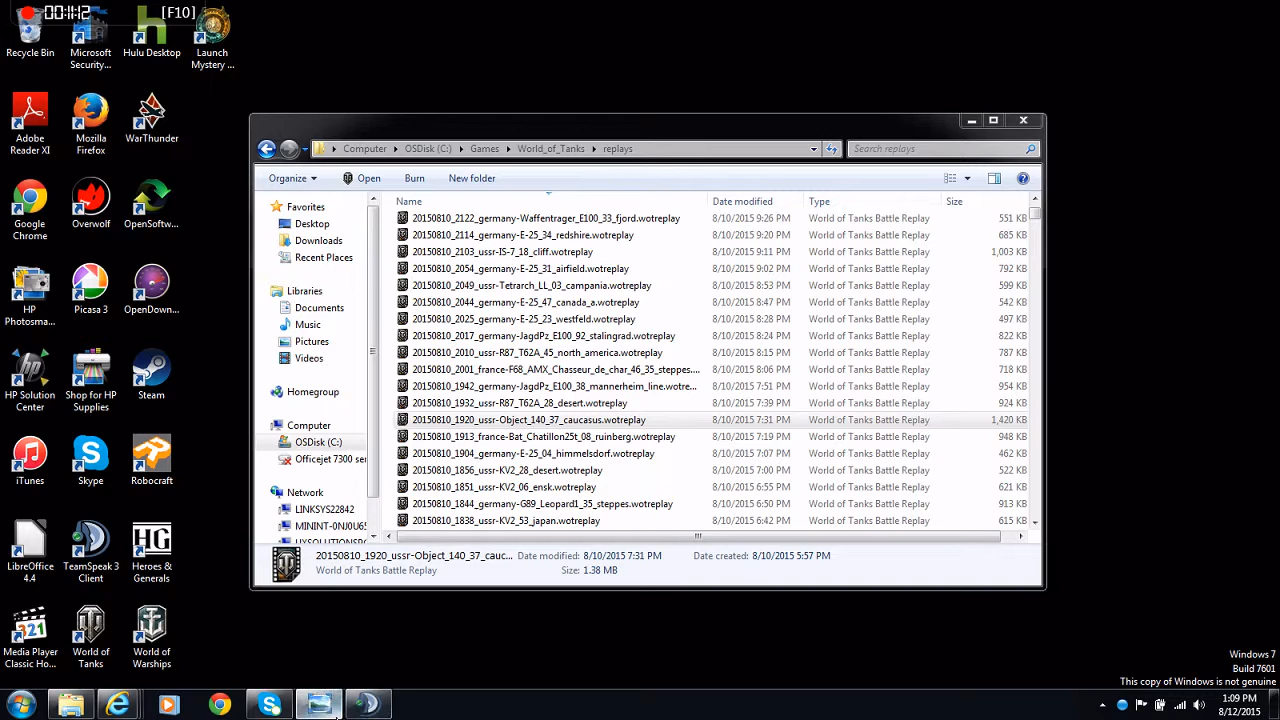 00:11:12 [F10]
Recycle Bin
Microsoft Security...
Hulu Desktop
Launch Mystery ...
Adobe Reader XI
Mozilla Firefox
WarThunder
Google Chrome
Overwolf
OpenSoftw...
HP Photosma...
Picasa 3
OpenDown...
HP Solution Center
Shop for HP Supplies
Steam
iTunes
Skype
Robocraft
LibreOffice 4.4
TeamSpeak 3 Client
HG
Heroes & Generals
321
Media Player Classic Ho...
World of Tanks
World of Warships
Computer OSDisk (C:) Games World_of_Tanks replays
Search replays
Organize Open Burn New folder
Favorites
Desktop
Downloads
Recent Places
Libraries
Documents
Music
Pictures
Videos
Homegroup
Computer
OSDisk (C:)
Officejet 7300 ser
Network
LINKSYS22842
MININT-0NJ0U65
Name Date modified Type Size
20150810_2122_germany-Waffentrager_E100_33_fjord.wotreplay 8/10/2015 9:26 PM World of Tanks Battle Replay 551 KB
20150810_2114_germany-E-25_34_redshire.wotreplay 8/10/2015 9:20 PM World of Tanks Battle Replay 685 KB
20150810_2103_ussr-IS-7_18_cliff.wotreplay 8/10/2015 9:11 PM World of Tanks Battle Replay 1,003 KB
20150810_2054_germany-E-25_31_airfield.wotreplay 8/10/2015 9:02 PM World of Tanks Battle Replay 792 KB
20150810_2049_ussr-Tetrarch_LL_03_campania.wotreplay 8/10/2015 8:53 PM World of Tanks Battle Replay 599 KB
20150810_2044_germany-E-25_47_canada_a.wotreplay 8/10/2015 8:47 PM World of Tanks Battle Replay 542 KB
20150810_2025_germany-E-25_23_westfeld.wotreplay 8/10/2015 8:28 PM World of Tanks Battle Replay 497 KB
20150810_2017_germany-JagdPz_E100_92_stalingrad.wotreplay 8/10/2015 8:35 PM World of Tanks Battle Replay 822 KB
20150810_2010_ussr-R87_T62A_45_north_america.wotreplay 8/10/2015 8:15 PM World of Tanks Battle Replay 787 KB
20150810_2001_france-F68_AMX_Chasseur_de_char_46_35_steppes.... 8/10/2015 8:06 PM World of Tanks Battle Replay 718 KB
20150810_1942_germany-JagdPz_E100_38_mannerheim_line.wotre... 8/10/2015 7:51 PM World of Tanks Battle Replay 954 KB
20150810_1932_ussr-R87_T62A_28_desert.wotreplay 8/10/2015 7:39 PM World of Tanks Battle Replay 924 KB
20150810_1920_ussr-Object_140_37_caucasus.wotreplay 8/10/2015 7:31 PM World of Tanks Battle Replay 1,420 KB
20150810_1913_france-Bat_Chatillon25t_08_ruinberg.wotreplay 8/10/2015 7:19 PM World of Tanks Battle Replay 948 KB
20150810_1904_germany-E-25_04_himmelsdorf.wotreplay 8/10/2015 7:07 PM World of Tanks Battle Replay 462 KB
20150810_1856_ussr-KV2_28_desert.wotreplay 8/10/2015 7:00 PM World of Tanks Battle Replay 522 KB
20150810_1851_ussr-KV2_06_ensk.wotreplay 8/10/2015 6:55 PM World of Tanks Battle Replay 621 KB
20150810_1844_germany-G89_Leopard1_35_steppes.wotreplay 8/10/2015 6:50 PM World of Tanks Battle Replay 913 KB
20150810_1838_ussr-KV2_53_japan.wotreplay 8/10/2015 6:42 PM World of Tanks Battle Replay 615 KB
20150810_1920_ussr-Object_140_37_cauc... Date modified: 8/10/2015 7:31 PM Date created: 8/10/2015 5:57 PM
World of Tanks Battle Replay Size: 1.38 MB
Windows 7
Build 7601
This copy of Windows is not genuine
1:09 PM
8/12/2015